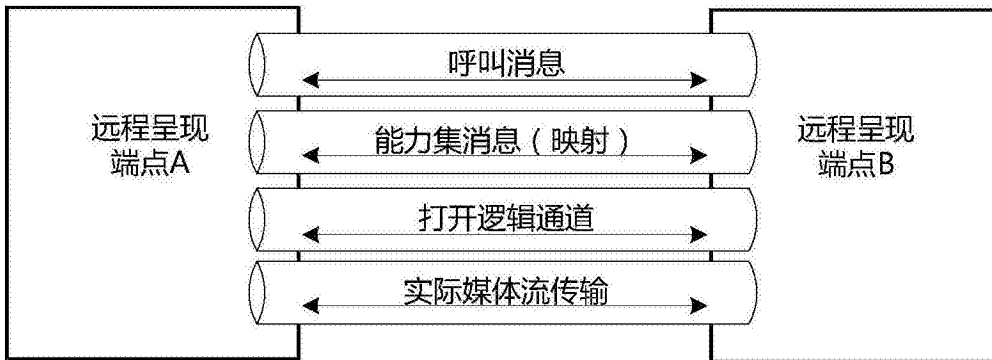 呼叫消息
远程呈现
端点A
能力集消息（映射）
远程呈现
端点B
打开逻辑通道
实际媒体流传输